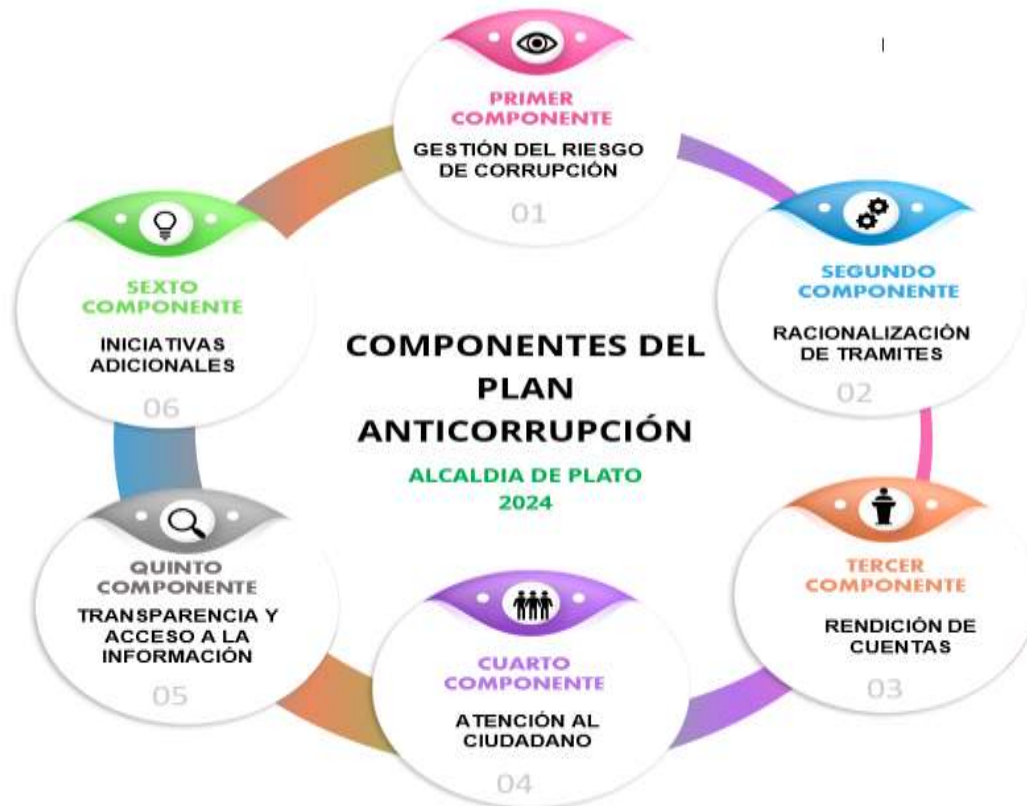 PRIMER
COMPONENTE
GESTIÓN DEL RIESGO
DE CORRUPCIÓN
01
SEGUNDO
COMPONENTE
RACIONALIZACIÓN
DE TRAMITES
02
TERCER
COMPONENTE
RENDICIÓN DE
CUENTAS
03
CUARTO
COMPONENTE
ATENCIÓN AL
CIUDADANO
04
QUINTO
COMPONENTE
TRANSPARENCIA Y
ACCESO A LA
INFORMACIÓN
05
SEXTO
COMPONENTE
INICIATIVAS
ADICIONALES
06
COMPONENTES DEL
PLAN
ANTICORRUPCIÓN
ALCALDIA DE PLATO
2024